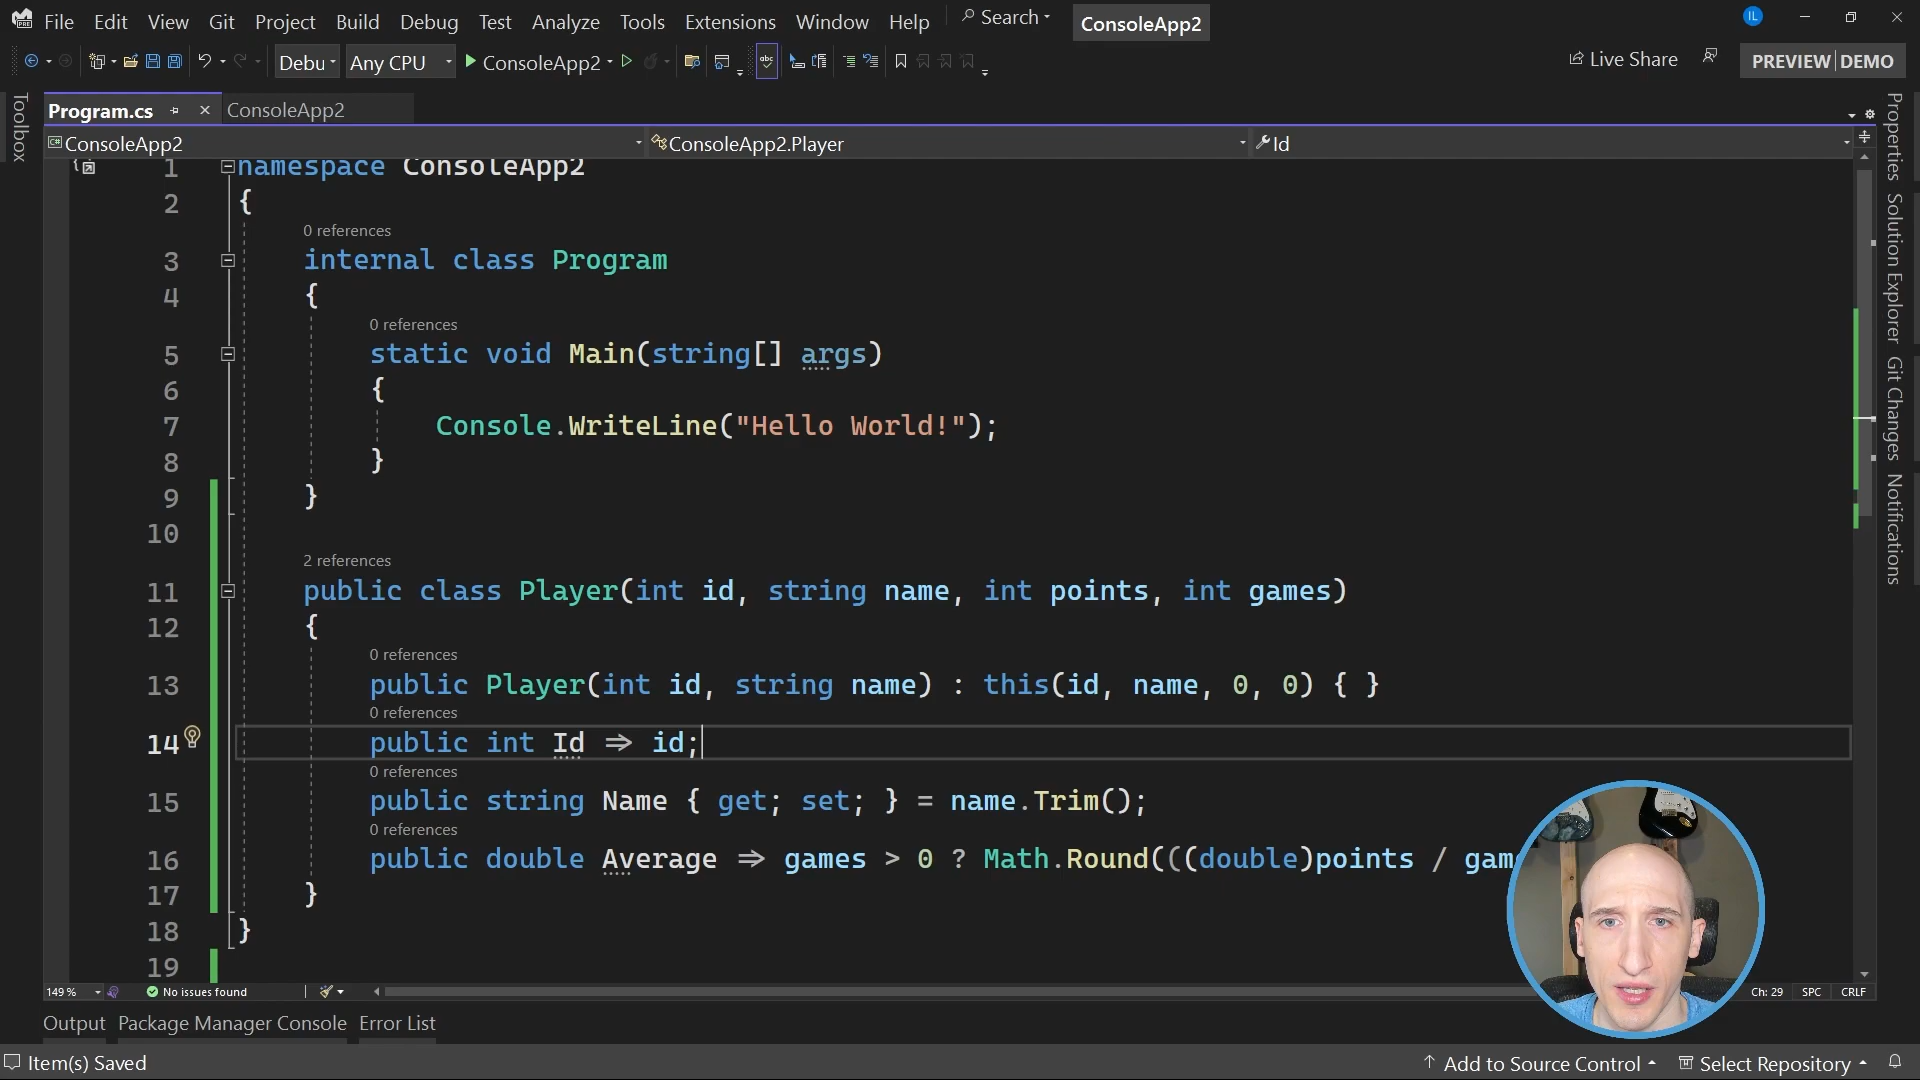 File Edit View Git Project Build Debug Test Analyze Tools Extensions Window Help Search ConsoleApp2 IL
Debu Any CPU ConsoleApp2 abc Live Share PREVIEW DEMO
Program.cs ConsoleApp2
ConsoleApp2 ConsoleApp2.Player Id
Toolbox
Properties
Solution Explorer
Git Changes
Notifications
1 namespace ConsoleApp2
2 {
0 references
3 internal class Program
4 {
0 references
5 static void Main(string[] args)
6 {
7 Console.WriteLine("Hello World!");
8 }
9 }
10
2 references
11 public class Player(int id, string name, int points, int games)
12 {
0 references
13 public Player(int id, string name) : this(id, name, 0, 0) { }
0 references
14 public int Id => id;
0 references
15 public string Name { get; set; } = name.Trim();
0 references
16 public double Average => games > 0 ? Math.Round(((double)points / gam
17 }
18 }
19
149 % No issues found Ch: 29 SPC CRLF
Output Package Manager Console Error List
Item(s) Saved Add to Source Control Select Repository